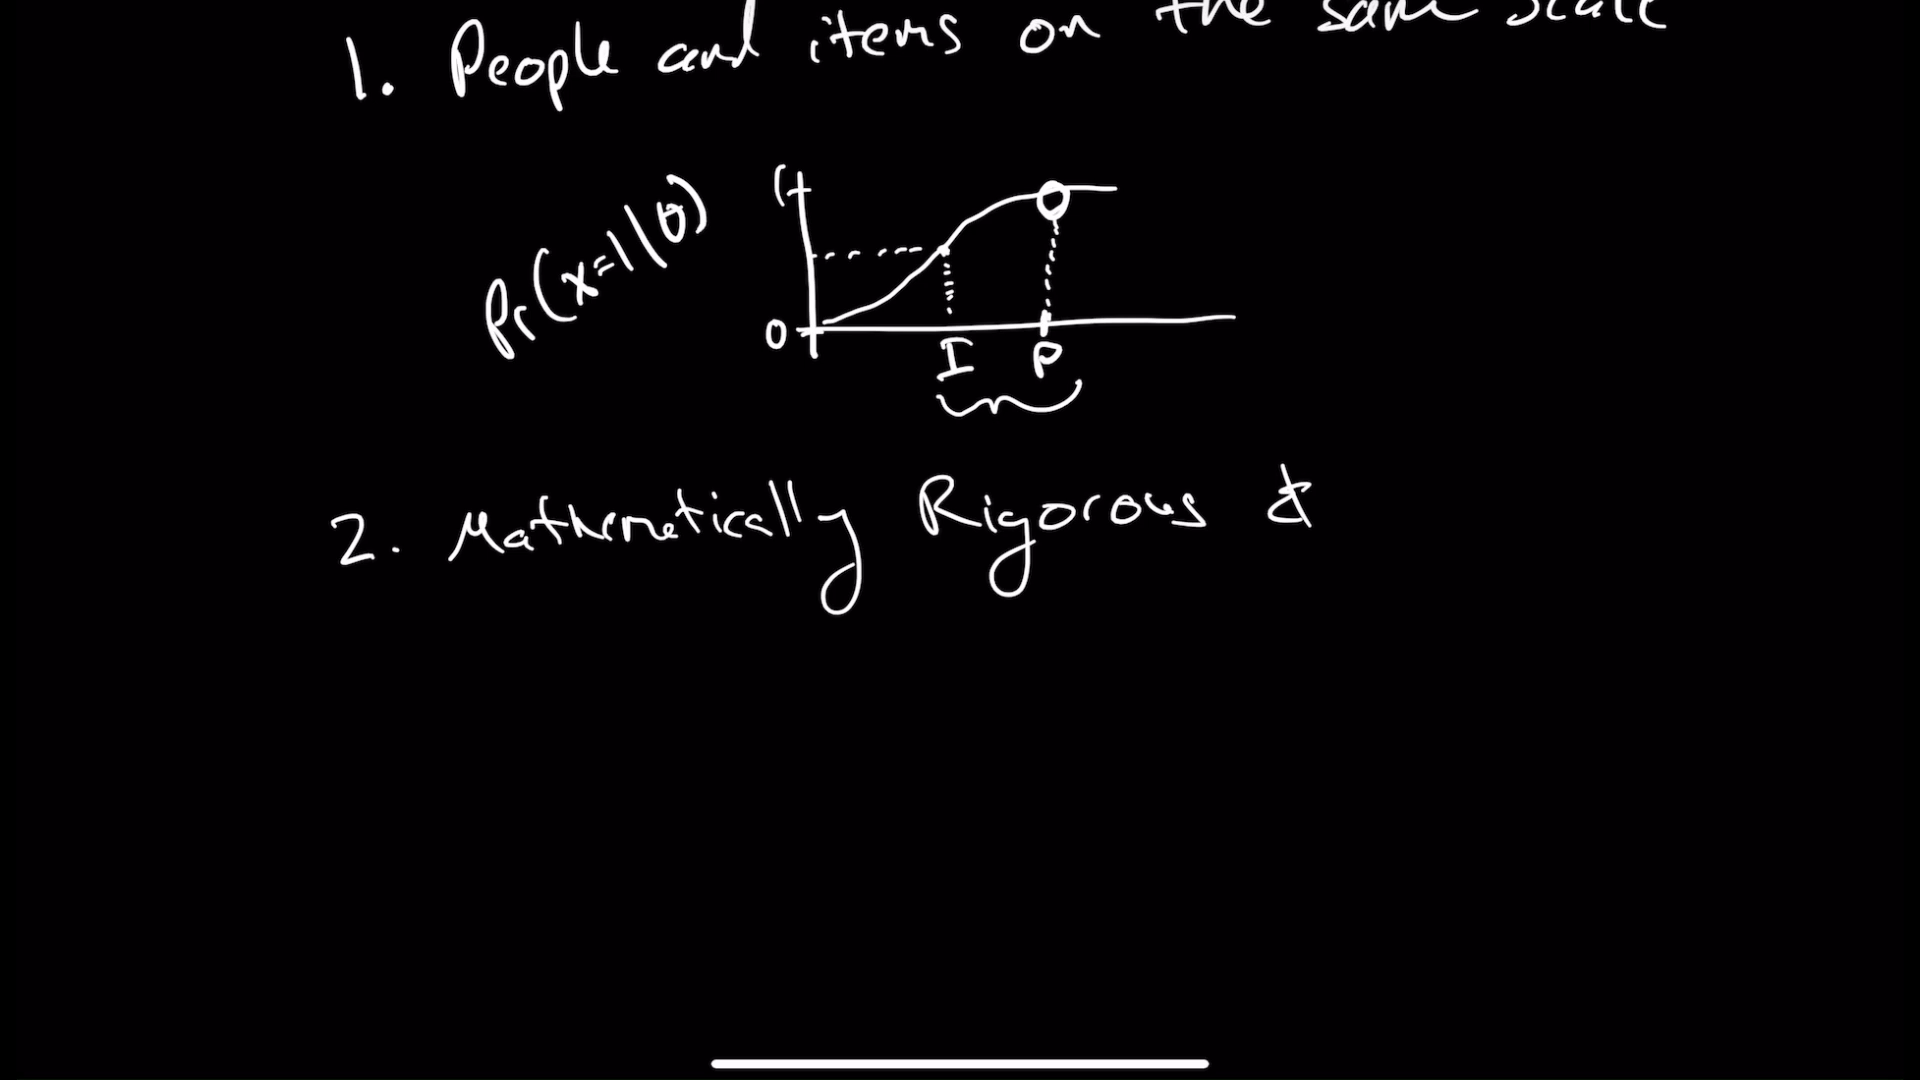 1. People and items on the same scale
Pr(x=1|θ)
1
0
I P
2. Mathematically Rigorous &